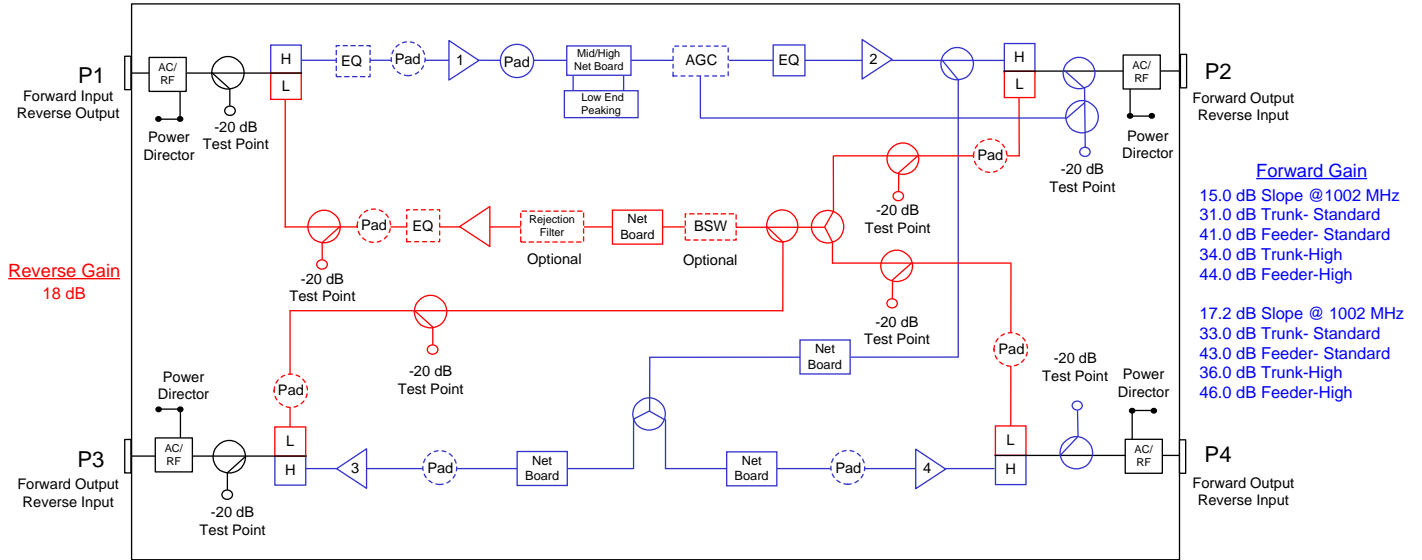 H
EQ
Pad
1
Pad
Mid/High
Net Board
Low End
Peaking
AGC
EQ
2
H
L
L
P1
Forward Input
Reverse Output
AC/
RF
Power
Director
-20 dB
Test Point
AC/
RF
P2
Forward Output
Reverse Input
Power
Director
-20 dB
Test Point
Pad
-20 dB
Test Point
Forward Gain
15.0 dB Slope @1002 MHz
31.0 dB Trunk- Standard
41.0 dB Feeder- Standard
34.0 dB Trunk-High
44.0 dB Feeder-High
17.2 dB Slope @ 1002 MHz
33.0 dB Trunk- Standard
43.0 dB Feeder- Standard
36.0 dB Trunk-High
46.0 dB Feeder-High
Reverse Gain
18 dB
-20 dB
Test Point
Pad
EQ
Rejection
Filter
Optional
Net
Board
BSW
Optional
-20 dB
Test Point
-20 dB
Test Point
Pad
Net
Board
Pad
Power
Director
P3
Forward Output
Reverse Input
AC/
RF
-20 dB
Test Point
L
H
3
Pad
Net
Board
Net
Board
Pad
4
L
H
-20 dB
Test Point
Power
Director
AC/
RF
P4
Forward Output
Reverse Input